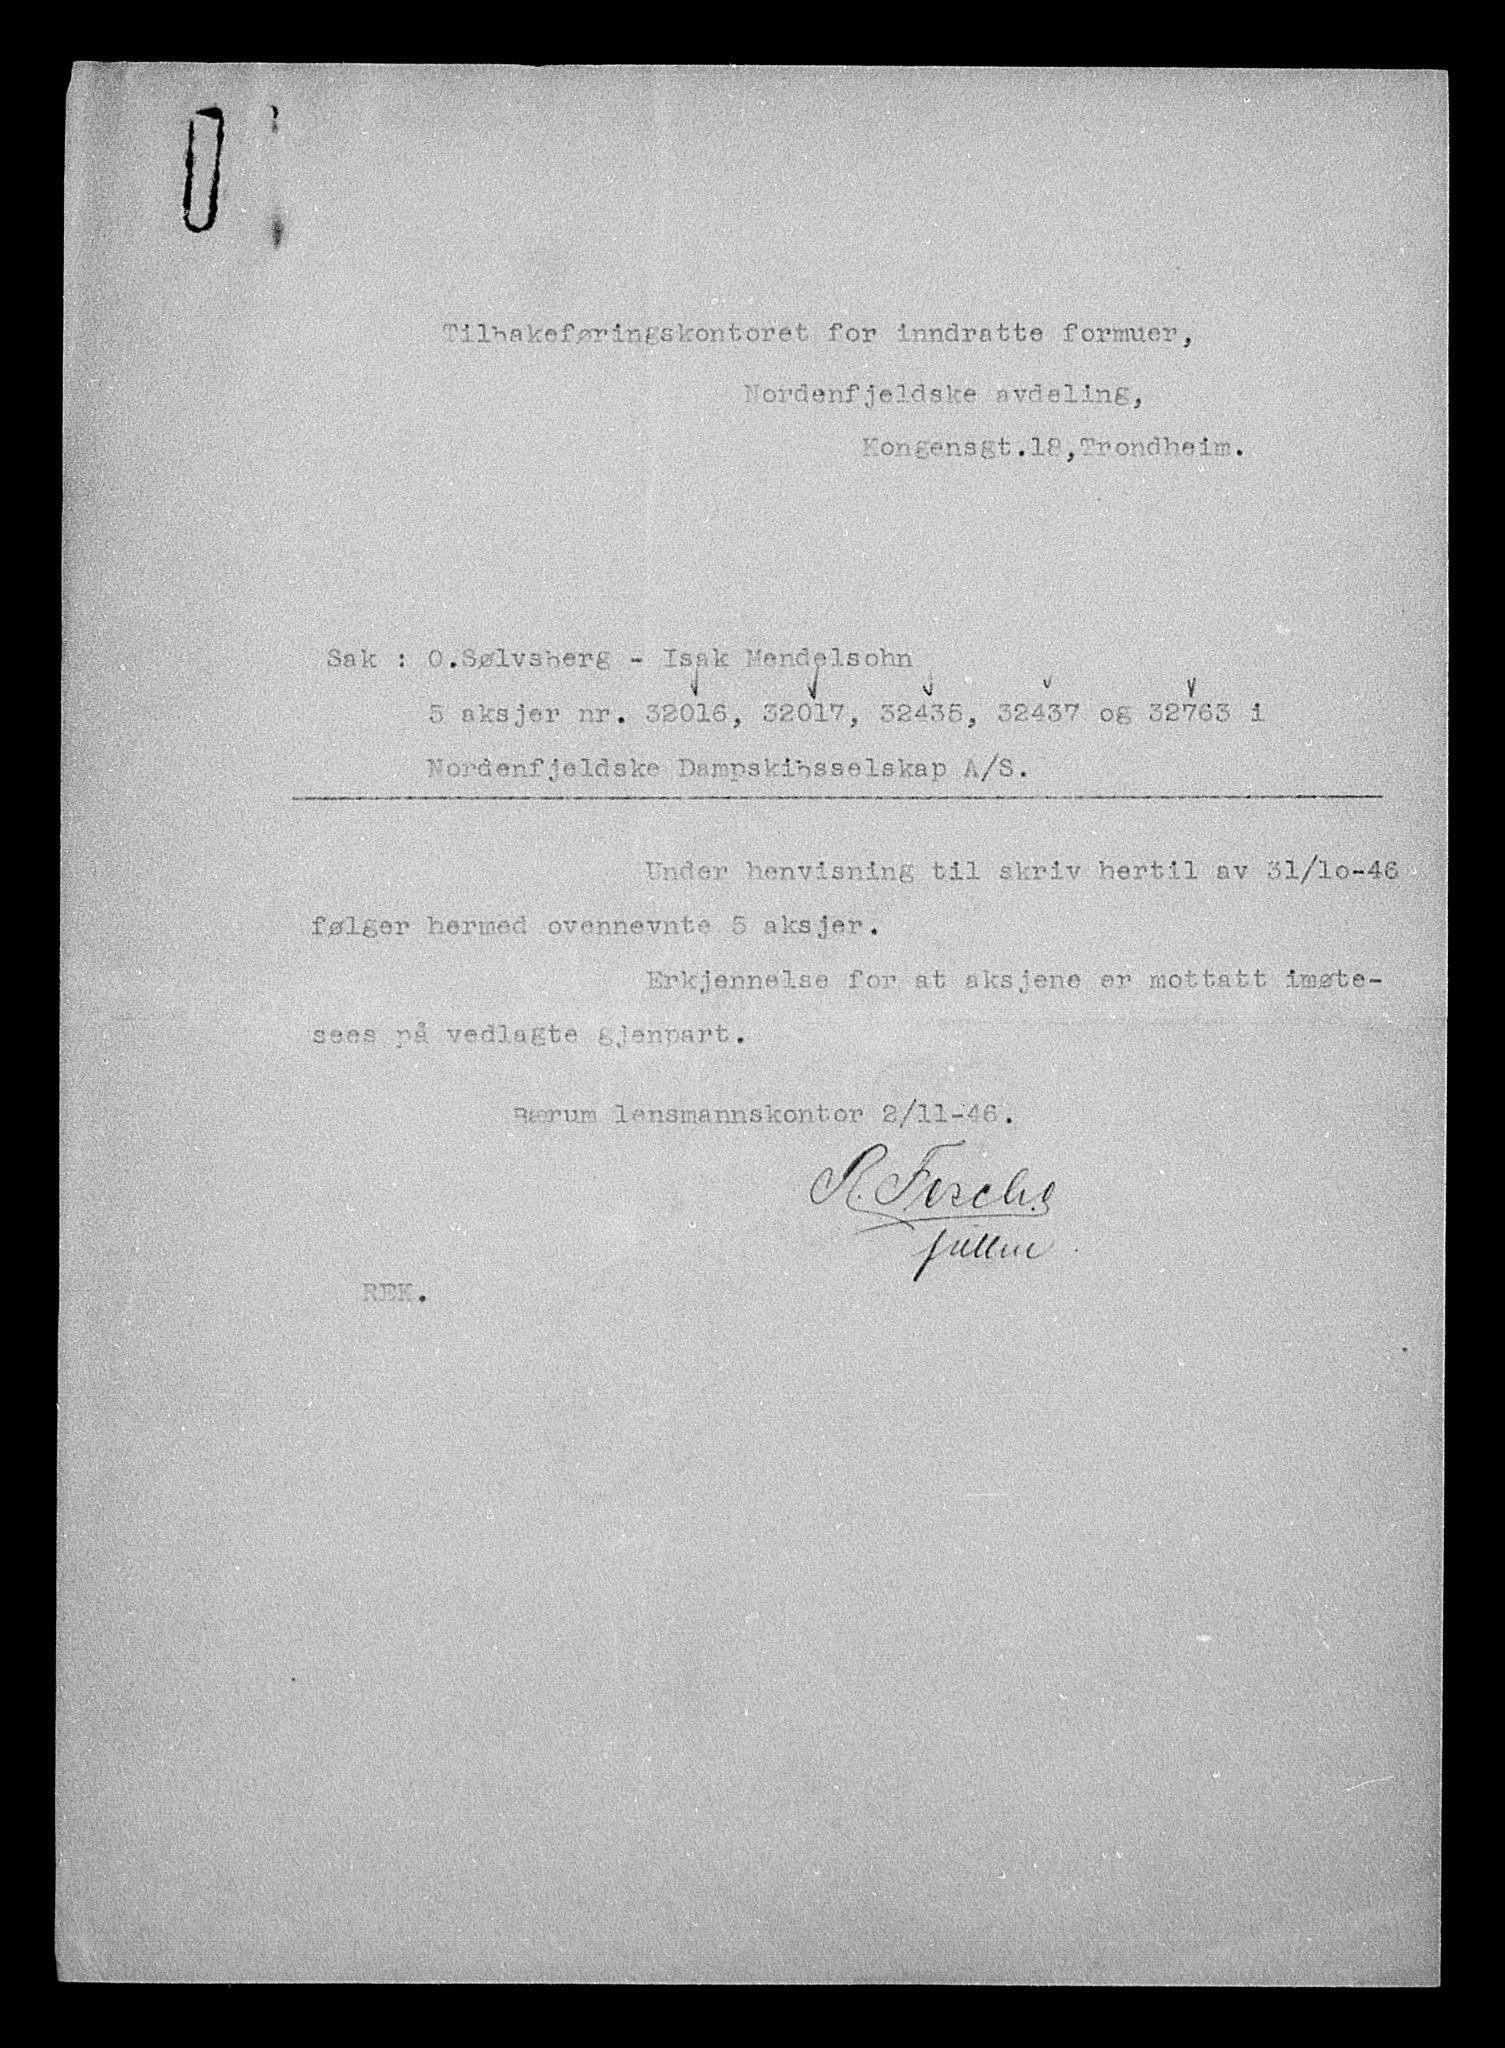 Tilbakeføringskontoret for inndratte formuer,
Nordenfjeldske avdeling,
Kongensgt.18,Trondheim.
Sak : O.Sølvsberg - Isak Mendelsohn
5 aksjer nr. 32016, 32017, 32435, 32437 og 32763 i
Nordenfjeldske Dampskibsselskap A/S.
Under henvisning til skriv hertil av 31/10-46
følger hermed ovennevnte 5 aksjer.
Erkjennelse for at aksjene er mottatt imøte-
sees på vedlagte gjenpart.
Bærum lensmannskontor 2/11-46.
REK.